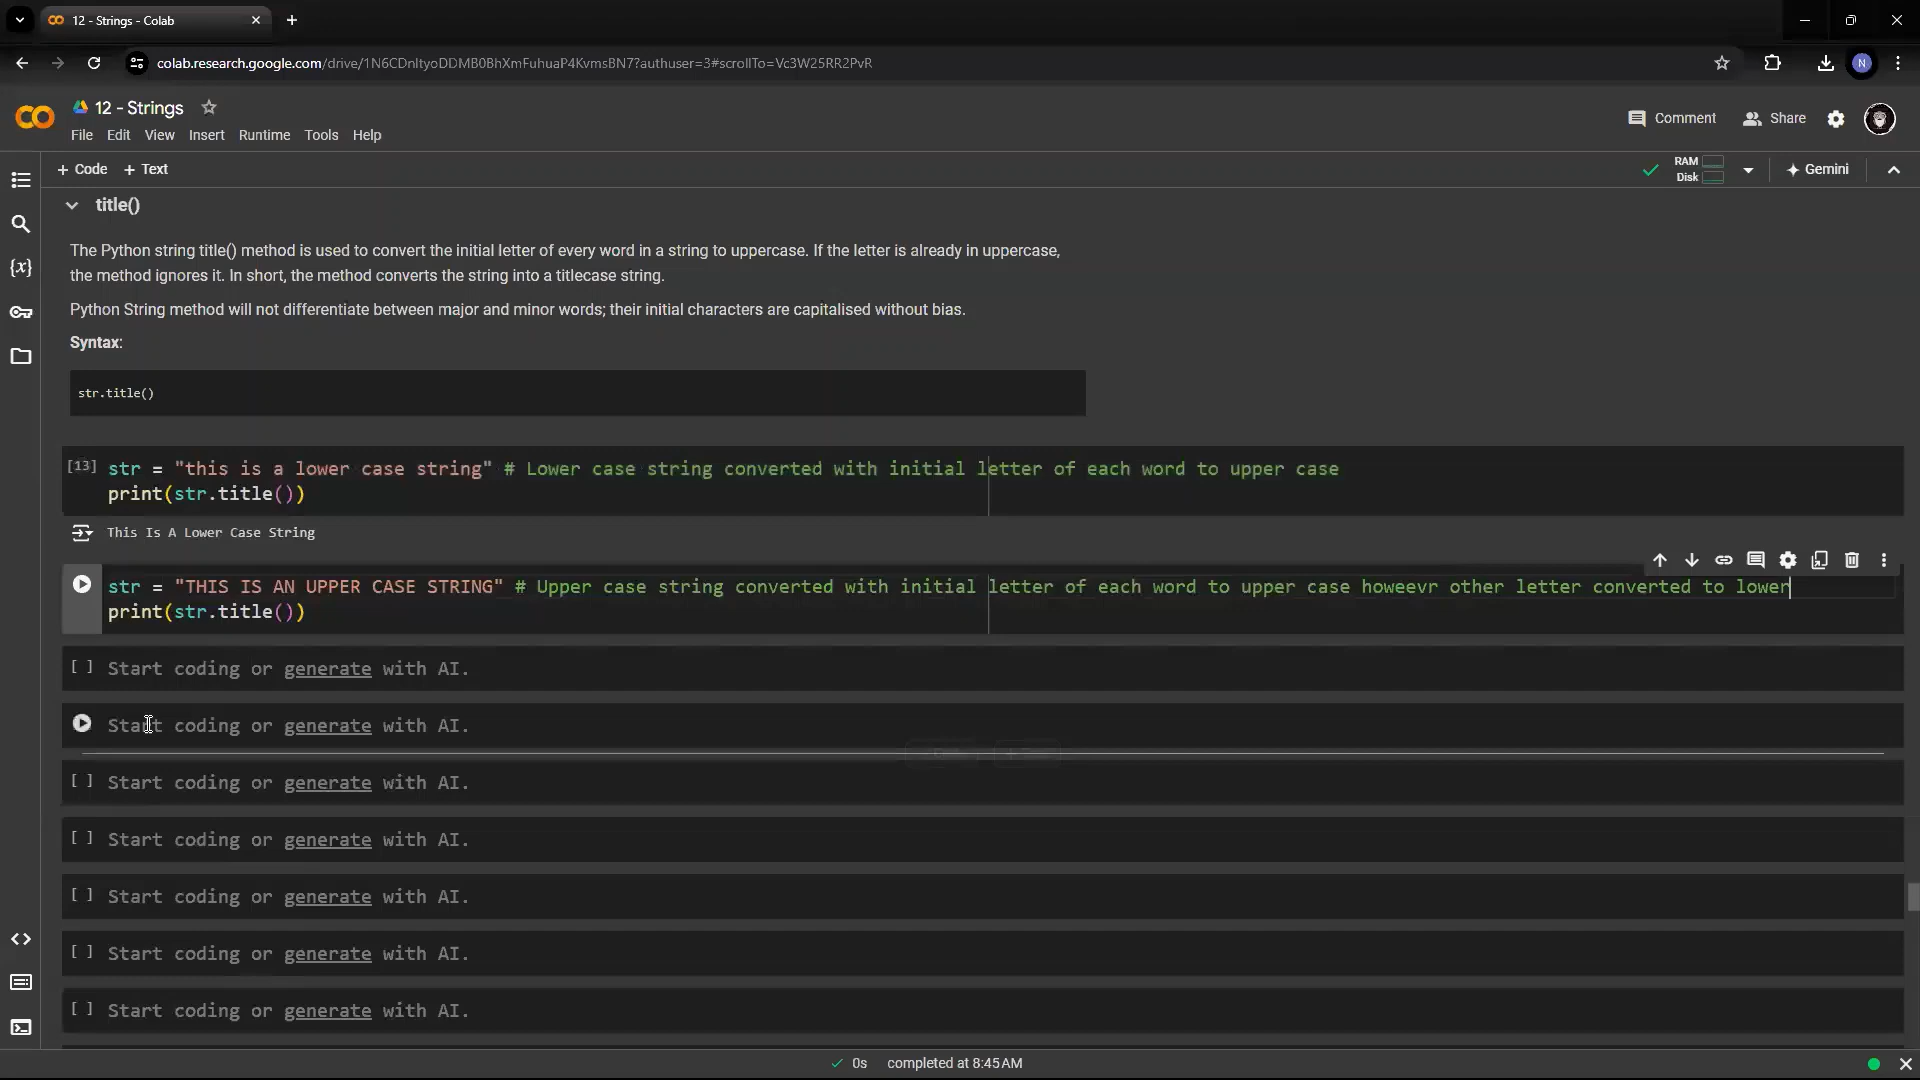 12 - Strings - Colab
colab.research.google.com/drive/1N6CDnItyoDDMB0BhXmFuhuaP4KvmsBN7?authuser=3#scrollTo=Vc3W25RR2PvR
N
12 - Strings
File Edit View Insert Runtime Tools Help
Comment Share
+ Code + Text
RAM
Disk
Gemini
title()
The Python string title() method is used to convert the initial letter of every word in a string to uppercase. If the letter is already in uppercase,
the method ignores it. In short, the method converts the string into a titlecase string.
Python String method will not differentiate between major and minor words; their initial characters are capitalised without bias.
Syntax:
str.title()
[13] str = "this is a lower case string" # Lower case string converted with initial letter of each word to upper case
print(str.title())
This Is A Lower Case String
str = "THIS IS AN UPPER CASE STRING" # Upper case string converted with initial letter of each word to upper case howeevr other letter converted to lower
print(str.title())
[ ] Start coding or generate with AI.
Start coding or generate with AI.
[ ] Start coding or generate with AI.
[ ] Start coding or generate with AI.
[ ] Start coding or generate with AI.
[ ] Start coding or generate with AI.
[ ] Start coding or generate with AI.
0s completed at 8:45 AM